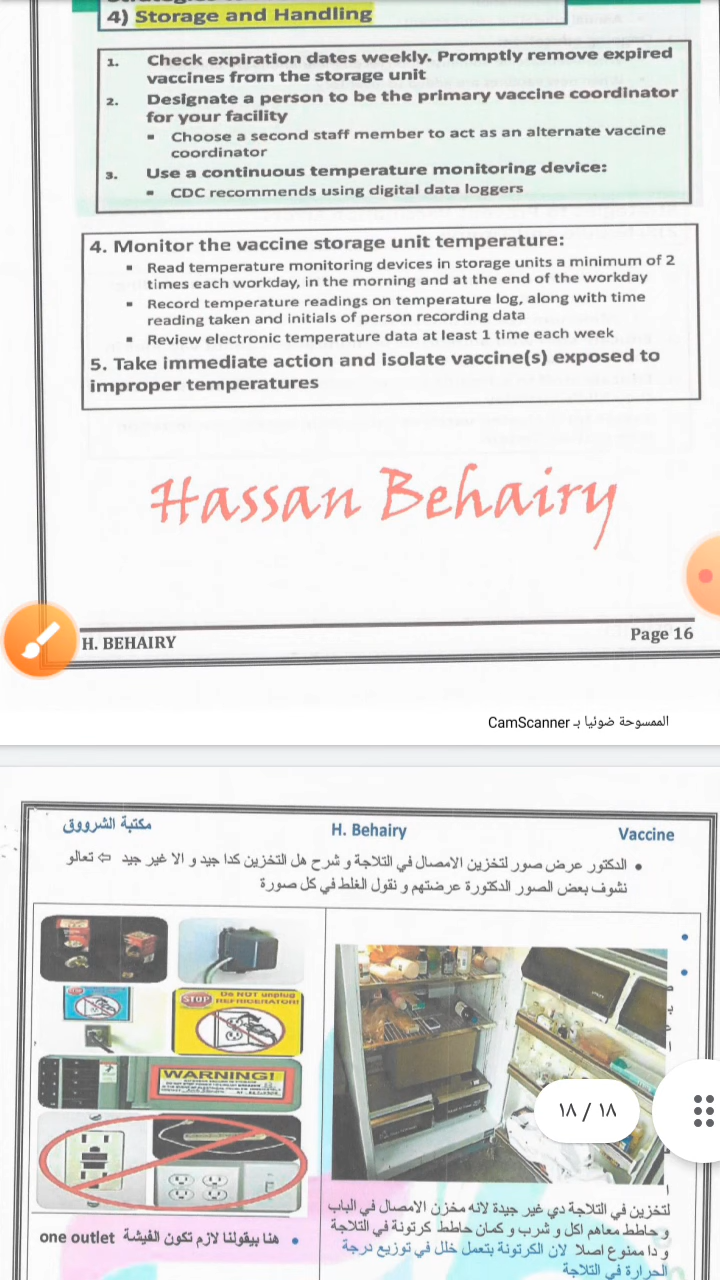 4) Storage and Handling
1. Check expiration dates weekly. Promptly remove expired
vaccines from the storage unit
2. Designate a person to be the primary vaccine coordinator
for your facility
▪ Choose a second staff member to act as an alternate vaccine
coordinator
3. Use a continuous temperature monitoring device:
▪ CDC recommends using digital data loggers
4. Monitor the vaccine storage unit temperature:
▪ Read temperature monitoring devices in storage units a minimum of 2
times each workday, in the morning and at the end of the workday
▪ Record temperature readings on temperature log, along with time
reading taken and initials of person recording data
▪ Review electronic temperature data at least 1 time each week
5. Take immediate action and isolate vaccine(s) exposed to
improper temperatures
Hassan Behairy
H. BEHAIRY
Page 16
الممسوحة ضوئيا بـ CamScanner
مكتبة الشرووق
H. Behairy
Vaccine
• الدكتور عرض صور لتخزين الامصال في التلاجة و شرح هل التخزين كدا جيد و الا غير جيد ⇦ تعالو
نشوف بعض الصور الدكتورة عرضتهم و نقول الغلط في كل صورة
STOP
Do NOT unplug
REFRIGERATOR!
WARNING!
١٨ / ١٨
لتخزين في التلاجة دي غير جيدة لانه مخزن الامصال في الباب
و حاطط معاهم اكل و شرب و كمان حاطط كرتونة في التلاجة
و دا ممنوع اصلا لان الكرتونة بتعمل خلل في توزيع درجة
الحرارة في التلاجة
• هنا بيقولنا لازم تكون الفيشة one outlet